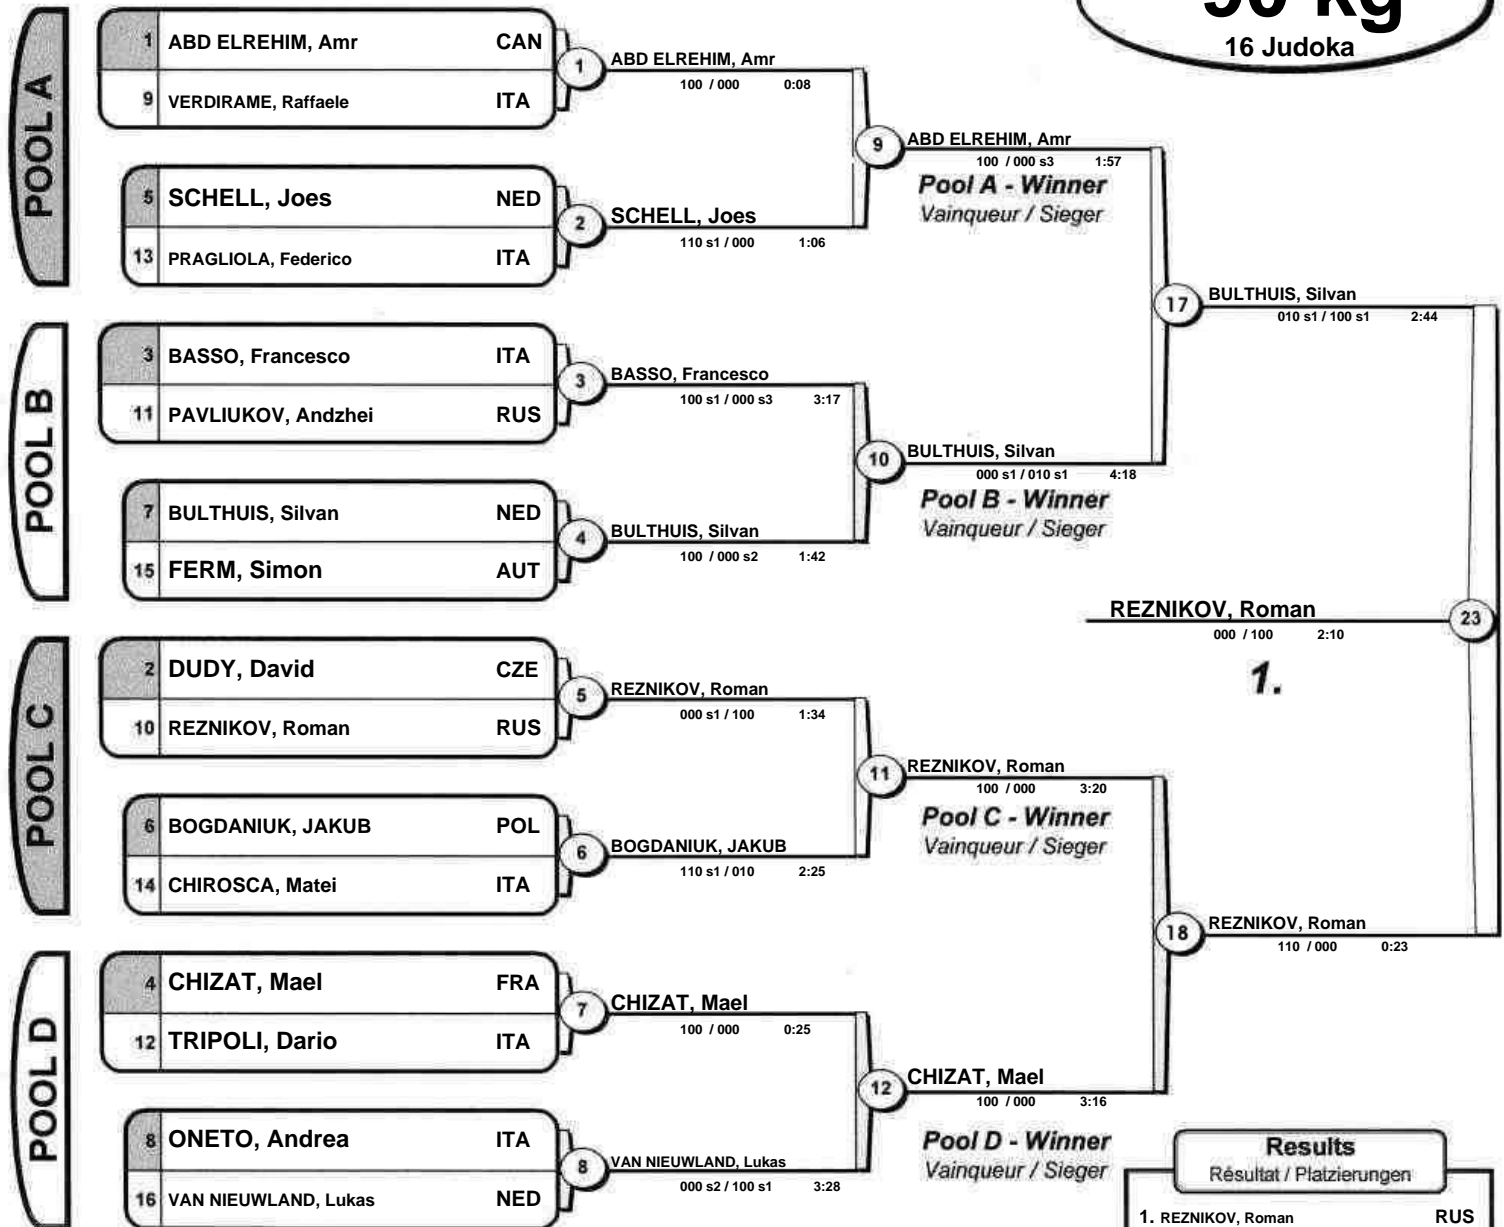 90 kg
16 Judoka
POOL A
1 ABD ELREHIM, Amr CAN
9 VERDIRAME, Raffaele ITA
5 SCHELL, Joes NED
13 PRAGLIOLA, Federico ITA
1 ABD ELREHIM, Amr
100 / 000 0:08
2 SCHELL, Joes
110 s1 / 000 1:06
9 ABD ELREHIM, Amr
100 / 000 s3 1:57
Pool A - Winner
Vainqueur / Sieger
POOL B
3 BASSO, Francesco ITA
11 PAVLIUKOV, Andzhei RUS
7 BULTHUIS, Silvan NED
15 FERM, Simon AUT
3 BASSO, Francesco
100 s1 / 000 s3 3:17
4 BULTHUIS, Silvan
100 / 000 s2 1:42
10 BULTHUIS, Silvan
000 s1 / 010 s1 4:18
Pool B - Winner
Vainqueur / Sieger
17 BULTHUIS, Silvan
010 s1 / 100 s1 2:44
POOL C
2 DUDY, David CZE
10 REZNIKOV, Roman RUS
6 BOGDANIUK, JAKUB POL
14 CHIROSCA, Matei ITA
5 REZNIKOV, Roman
000 s1 / 100 1:34
6 BOGDANIUK, JAKUB
110 s1 / 010 2:25
11 REZNIKOV, Roman
100 / 000 3:20
Pool C - Winner
Vainqueur / Sieger
POOL D
4 CHIZAT, Mael FRA
12 TRIPOLI, Dario ITA
8 ONETO, Andrea ITA
16 VAN NIEUWLAND, Lukas NED
7 CHIZAT, Mael
100 / 000 0:25
8 VAN NIEUWLAND, Lukas
000 s2 / 100 s1 3:28
12 CHIZAT, Mael
100 / 000 3:16
Pool D - Winner
Vainqueur / Sieger
18 REZNIKOV, Roman
110 / 000 0:23
REZNIKOV, Roman 23
000 / 100 2:10
1.
Results
Résultat / Platzierungen
1. REZNIKOV, Roman RUS